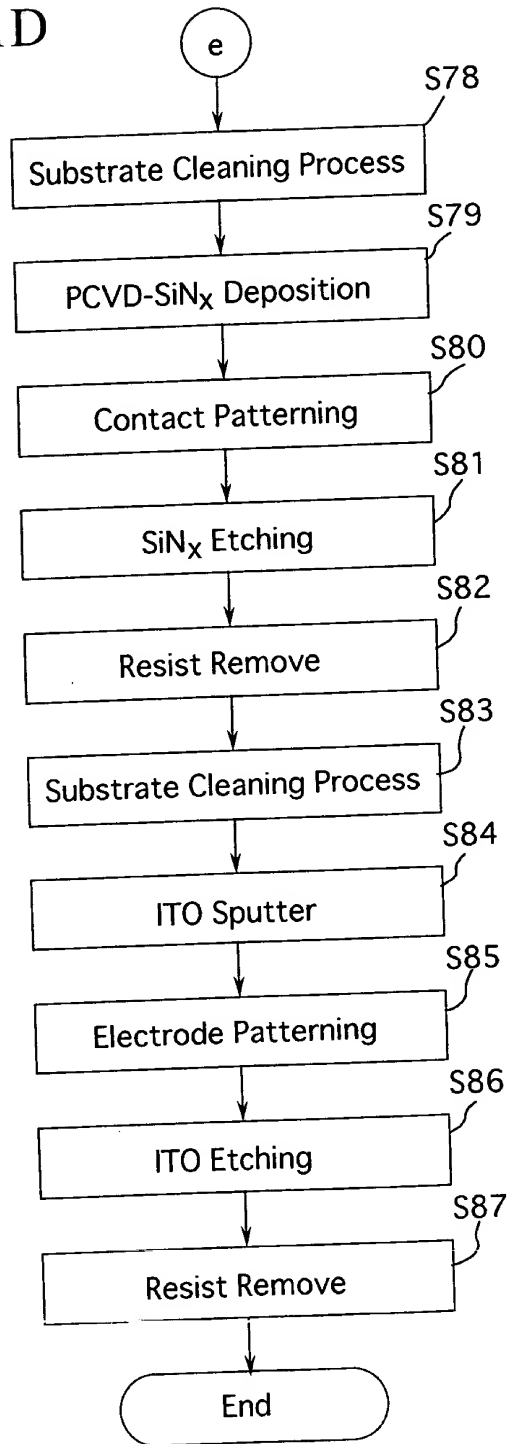 D
e
S78
Substrate Cleaning Process
S79
PCVD-SiNx Deposition
S80
Contact Patterning
S81
SiNx Etching
S82
Resist Remove
S83
Substrate Cleaning Process
S84
ITO Sputter
S85
Electrode Patterning
S86
ITO Etching
S87
Resist Remove
End